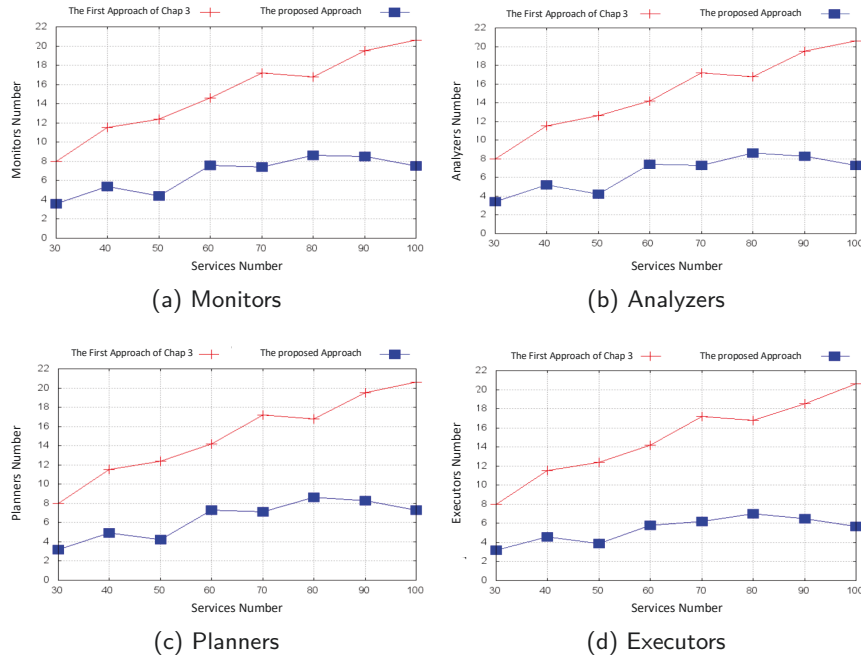 The First Approach of Chap 3 The proposed Approach
22
20
18
16
14
12
10
8
6
4
2
0
Monitors Number
30 40 50 60 70 80 90 100
Services Number
(a) Monitors
The First Approach of Chap 3 The proposed Approach
22
20
18
16
14
12
10
8
6
4
2
0
Analyzers Number
30 40 50 60 70 80 90 100
Services Number
(b) Analyzers
The First Approach of Chap 3 The proposed Approach
22
20
18
16
14
12
10
8
6
4
2
0
Planners Number
30 40 50 60 70 80 90 100
Services Number
(c) Planners
The First Approach of Chap 3 The proposed Approach
22
20
18
16
14
12
10
8
6
4
2
0
Executors Number
30 40 50 60 70 80 90 100
Services Number
(d) Executors